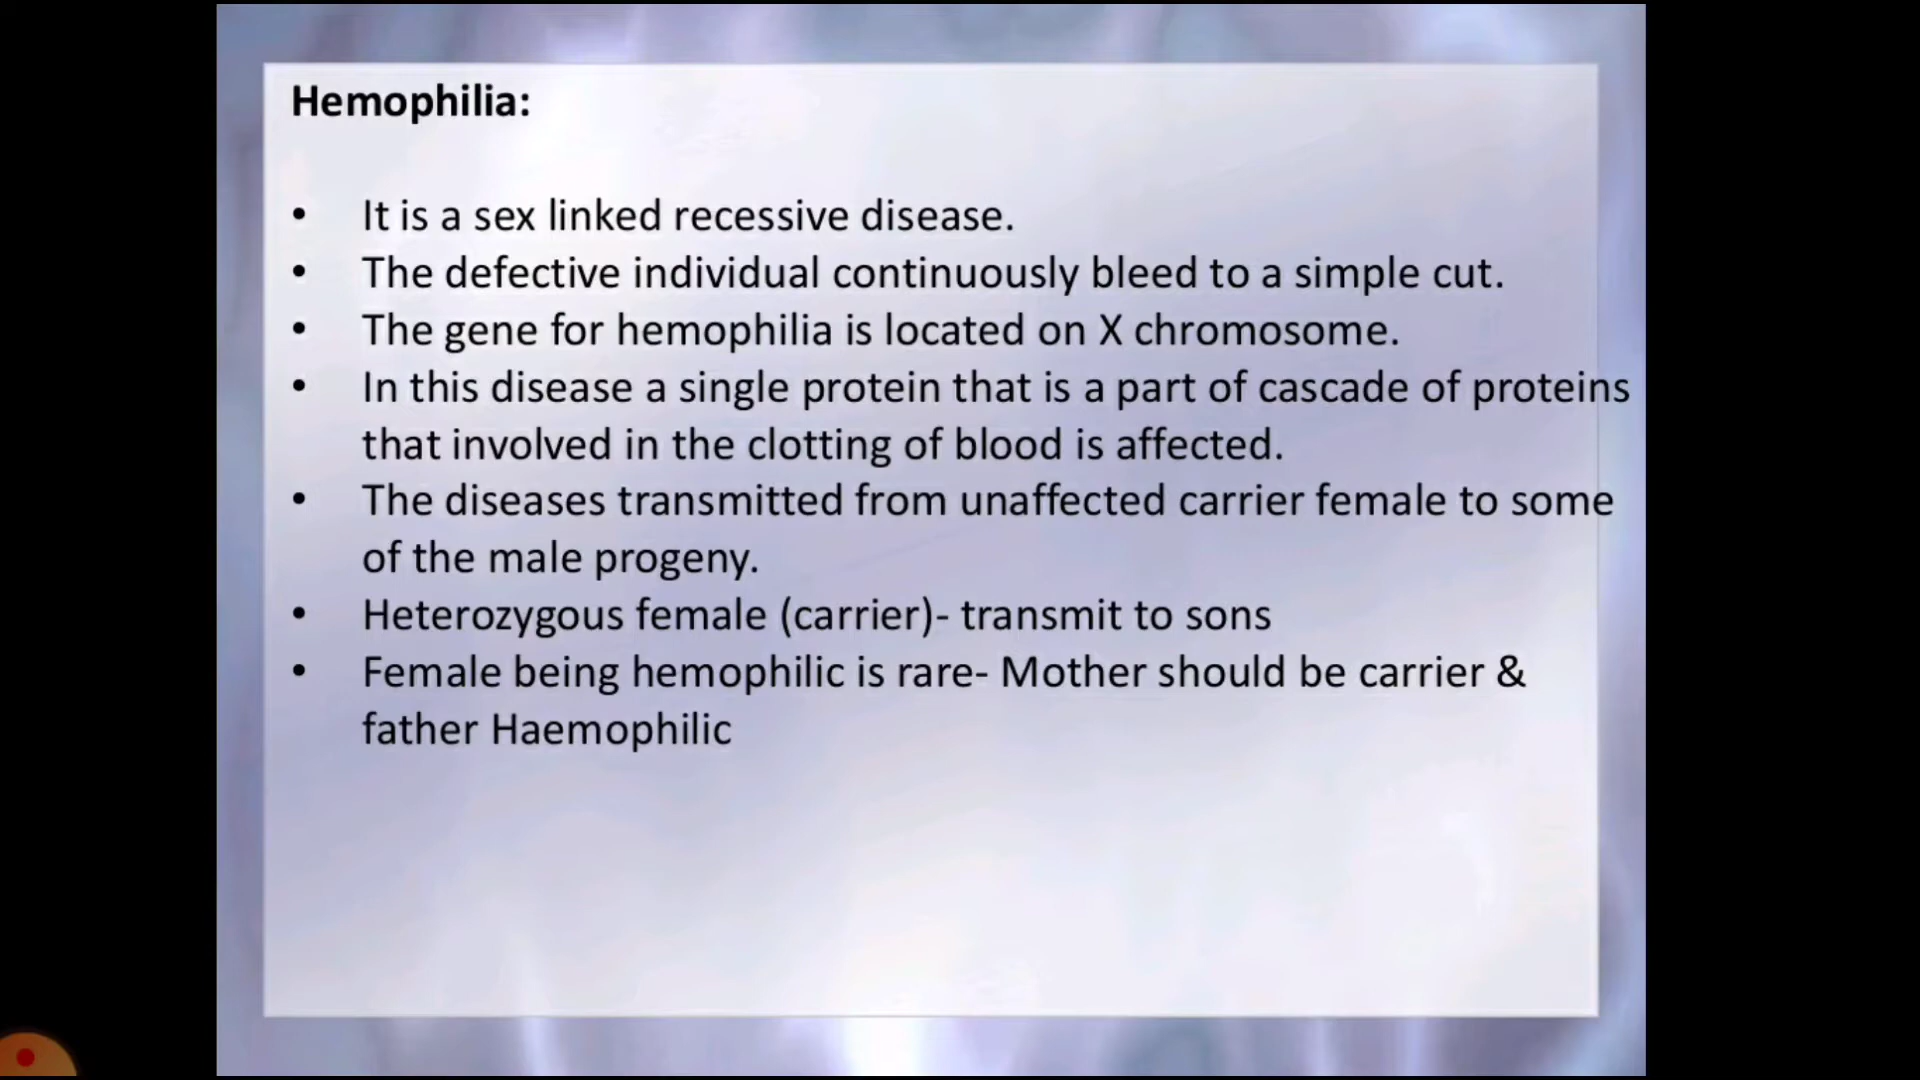 Hemophilia:
• It is a sex linked recessive disease.
• The defective individual continuously bleed to a simple cut.
• The gene for hemophilia is located on X chromosome.
• In this disease a single protein that is a part of cascade of proteins
that involved in the clotting of blood is affected.
• The diseases transmitted from unaffected carrier female to some
of the male progeny.
• Heterozygous female (carrier)- transmit to sons
• Female being hemophilic is rare- Mother should be carrier &
father Haemophilic